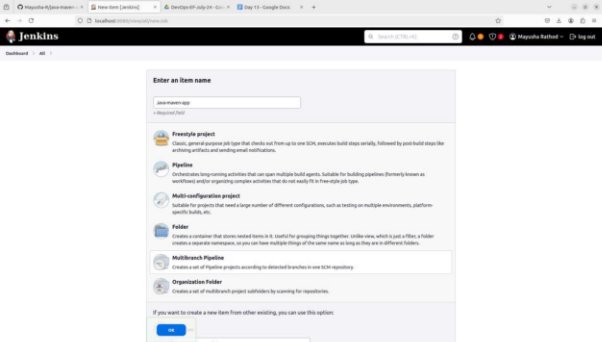 Mayusha-R/java-maven-
New Item [Jenkins]
DevOps-07-July-24 - Goo
Day 13 - Google Docs
localhost:8080/view/all/newJob
Jenkins
Search (CTRL+K)
Mayusha Rathod
log out
Dashboard
All
Enter an item name
Java-maven-app
» Required field
Freestyle project
Classic, general-purpose job type that checks out from up to one SCM, executes build steps serially, followed by post-build steps like
archiving artifacts and sending email notifications.
Pipeline
Orchestrates long-running activities that can span multiple build agents. Suitable for building pipelines (formerly known as
workflows) and/or organizing complex activities that do not easily fit in free-style job type.
Multi-configuration project
Suitable for projects that need a large number of different configurations, such as testing on multiple environments, platform-
specific builds, etc.
Folder
Creates a container that stores nested items in it. Useful for grouping things together. Unlike view, which is just a filter, a folder
creates a separate namespace, so you can have multiple things of the same name as long as they are in different folders.
Multibranch Pipeline
Creates a set of Pipeline projects according to detected branches in one SCM repository.
Organization Folder
Creates a set of multibranch project subfolders by scanning for repositories.
If you want to create a new item from other existing, you can use this option:
OK